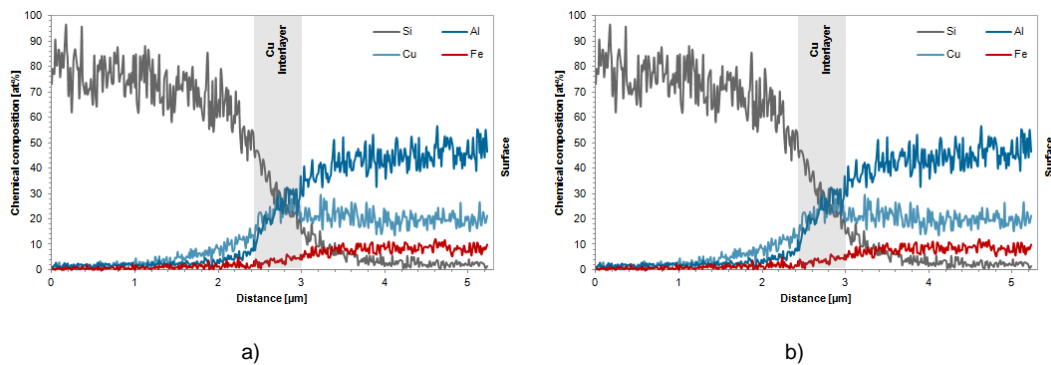 100
90
80
70
60
50
40
30
20
10
0
Chemical composition [at%]
Cu
Interlayer
Si
Al
Cu
Fe
Surface
0
1
2
3
4
5
Distance [µm]
a)
100
90
80
70
60
50
40
30
20
10
0
Chemical composition [at%]
Cu
Interlayer
Si
Al
Cu
Fe
Surface
0
1
2
3
4
5
Distance [µm]
b)